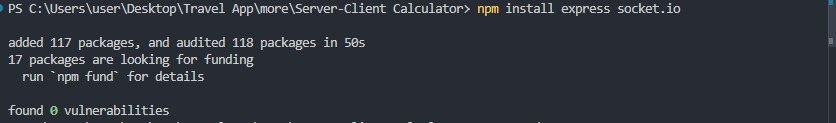 PS C:\Users\user\Desktop\Travel App\more\Server-Client Calculator> npm install express socket.io
added 117 packages, and audited 118 packages in 50s
17 packages are looking for funding
  run `npm fund` for details
found 0 vulnerabilities